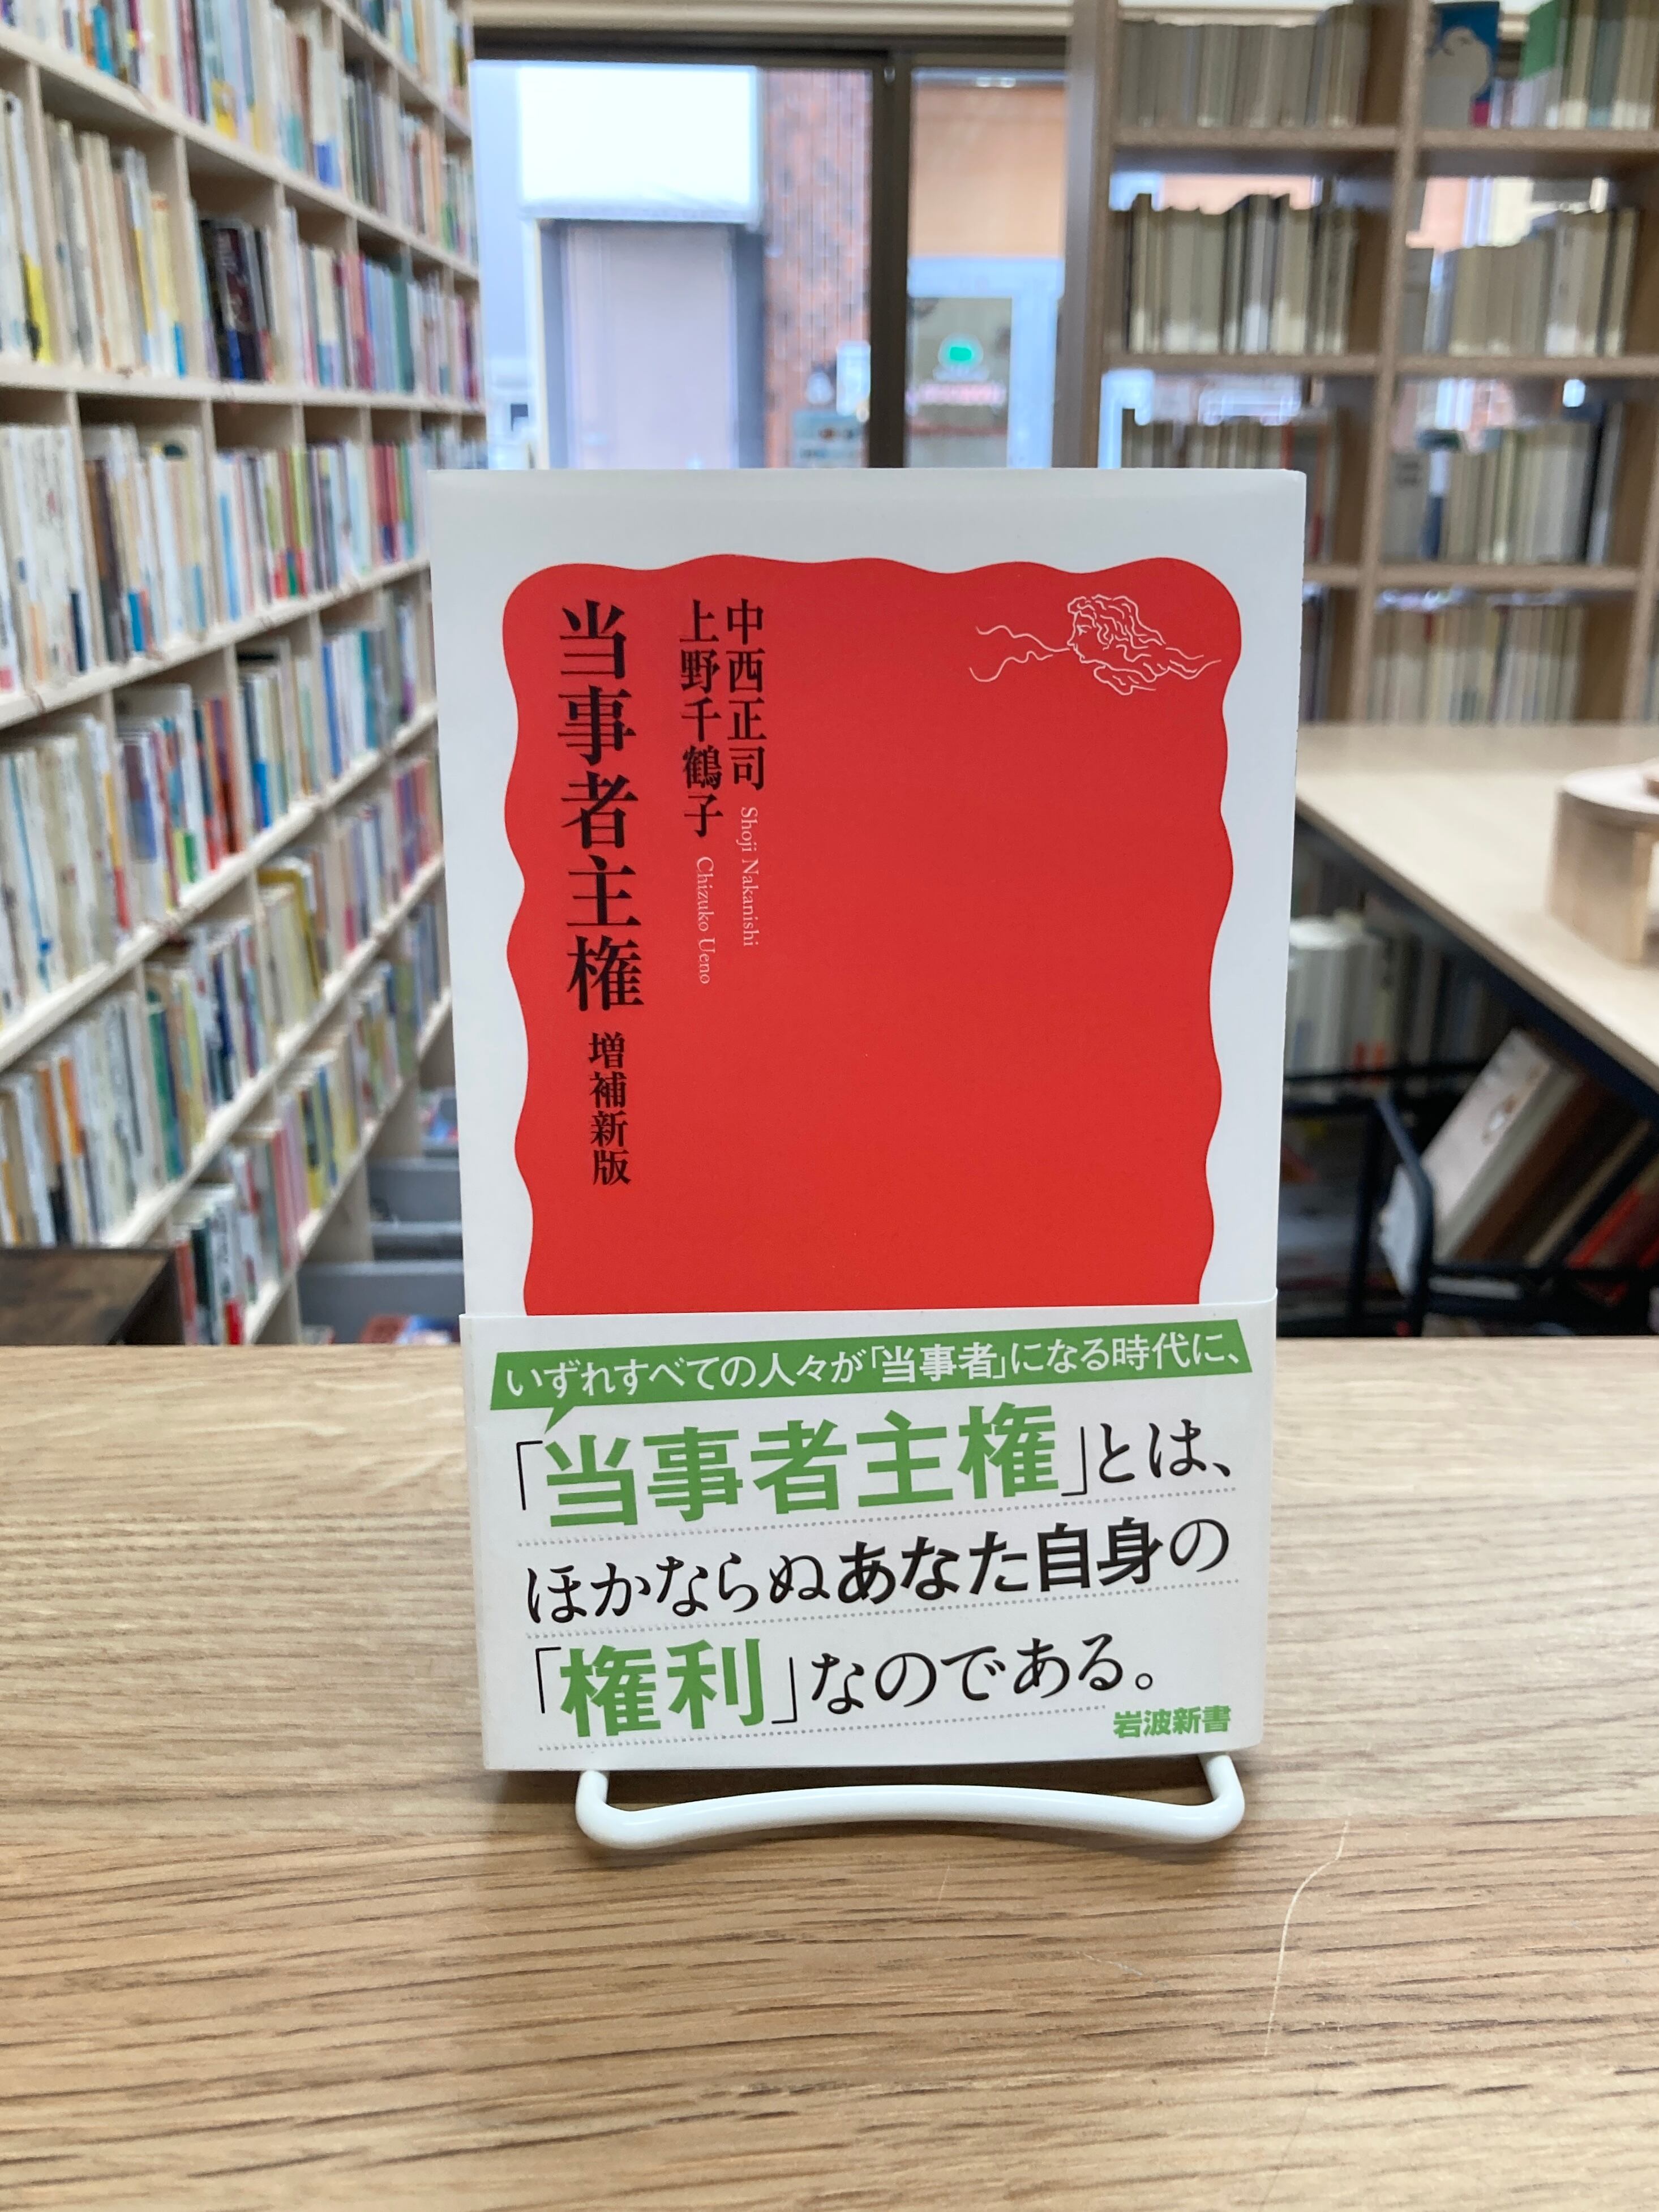 中西正司 Shoji Nakanishi
上野千鶴子 Chizuko Ueno
当事者主権 増補新版
いずれすべての人々が「当事者」になる時代に、
「当事者主権」とは、
ほかならぬあなた自身の
「権利」なのである。
岩波新書